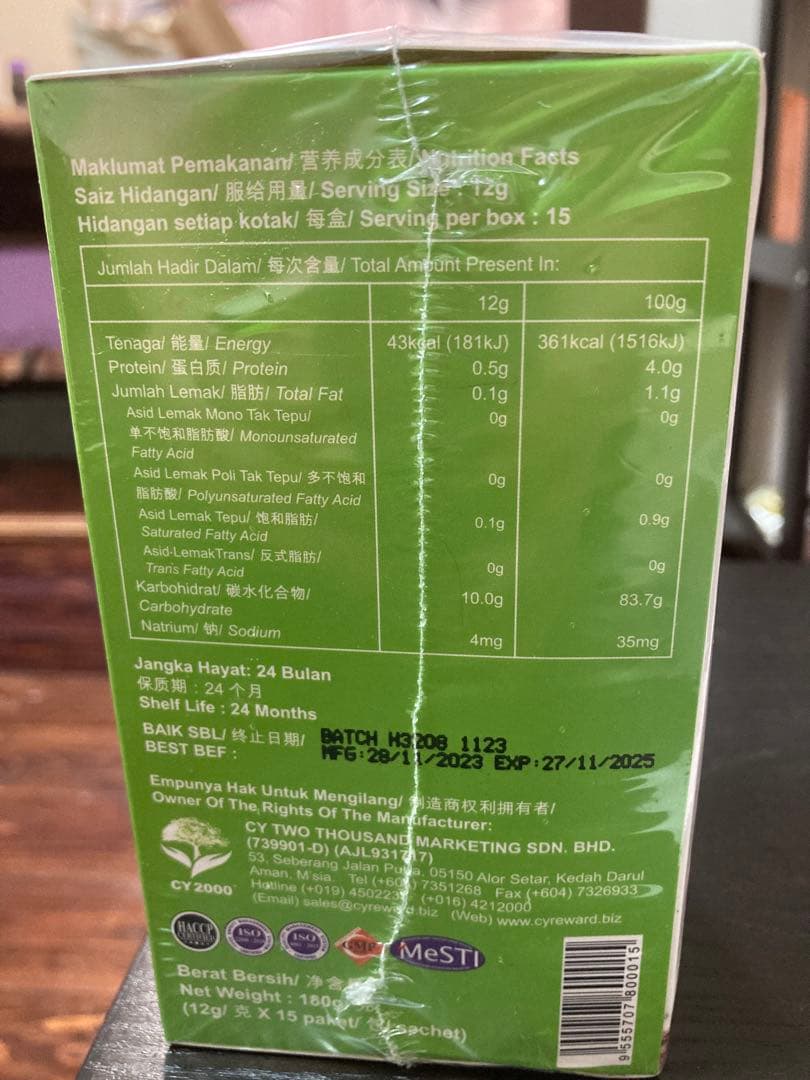 Maklumat Pemakanan/ 营养成分表/Nutrition Facts
Saiz Hidangan/ 服给用量/ Serving Size : 12g
Hidangan setiap kotak/ 每盒/ Serving per box : 15
Jumlah Hadir Dalam/ 每次含量/ Total Amount Present In:
12g 100g
Tenaga/ 能量/ Energy 43kcal (181kJ) 361kcal (1516kJ)
Protein/ 蛋白质/ Protein 0.5g 4.0g
Jumlah Lemak/ 脂肪/ Total Fat 0.1g 1.1g
Asid Lemak Mono Tak Tepu/ 0g 0g
单不饱和脂肪酸/ Monounsaturated
Fatty Acid
Asid Lemak Poli Tak Tepu/ 多不饱和 0g 0g
脂肪酸/ Polyunsaturated Fatty Acid
Asid Lemak Tepu/ 饱和脂肪/ 0.1g 0.9g
Saturated Fatty Acid
Asid-LemakTrans/ 反式脂肪/ 0g 0g
Trans Fatty Acid
Karbohidrat/ 碳水化合物/ 10.0g 83.7g
Carbohydrate
Natrium/ 钠/ Sodium 4mg 35mg
Jangka Hayat: 24 Bulan
保质期 : 24 个月
Shelf Life : 24 Months
BAIK SBL/ 终止日期/ BATCH H3208 1123
BEST BEF : MFG:28/11/2023 EXP:27/11/2025
Empunya Hak Untuk Mengilang/ 制造商权利拥有者/
Owner Of The Rights Of The Manufacturer:
CY TWO THOUSAND MARKETING SDN. BHD.
(739901-D) (AJL931717)
53, Seberang Jalan Putra, 05150 Alor Setar, Kedah Darul
Aman. M'sia. Tel (+604) 7351268 Fax (+604) 7326933
Hotline (+019) 450223 (+016) 4212000
(Email) sales@cyreward.biz (Web) www.cyreward.biz
CY2000
HACCP
CERTIFIED
ISO
ISO
GMP
MeSTI
Berat Bersih/ 净含
Net Weight : 180g
(12g/ 克 X 15 paket/ 包/ sachet)
9 555707 800015